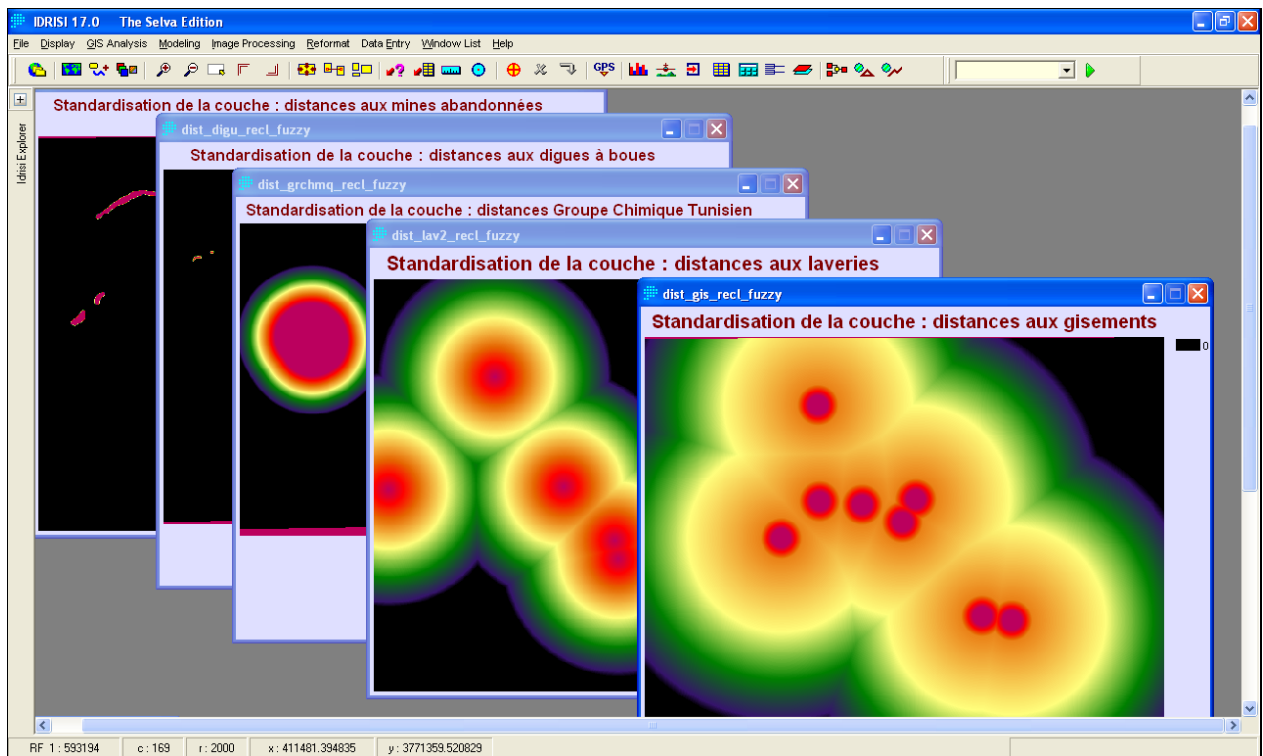 IDRISI 17.0 The Selva Edition
File Display GIS Analysis Modeling Image Processing Reformat Data Entry Window List Help
GPS
Idrisi Explorer
Standardisation de la couche : distances aux mines abandonnées
dist_digu_recl_fuzzy
Standardisation de la couche : distances aux digues à boues
dist_grchmq_recl_fuzzy
Standardisation de la couche : distances Groupe Chimique Tunisien
dist_lav2_recl_fuzzy
Standardisation de la couche : distances aux laveries
dist_gis_recl_fuzzy
Standardisation de la couche : distances aux gisements
0
RF 1 : 593194 c : 169 r : 2000 x : 411481.394835 y : 3771359.520829